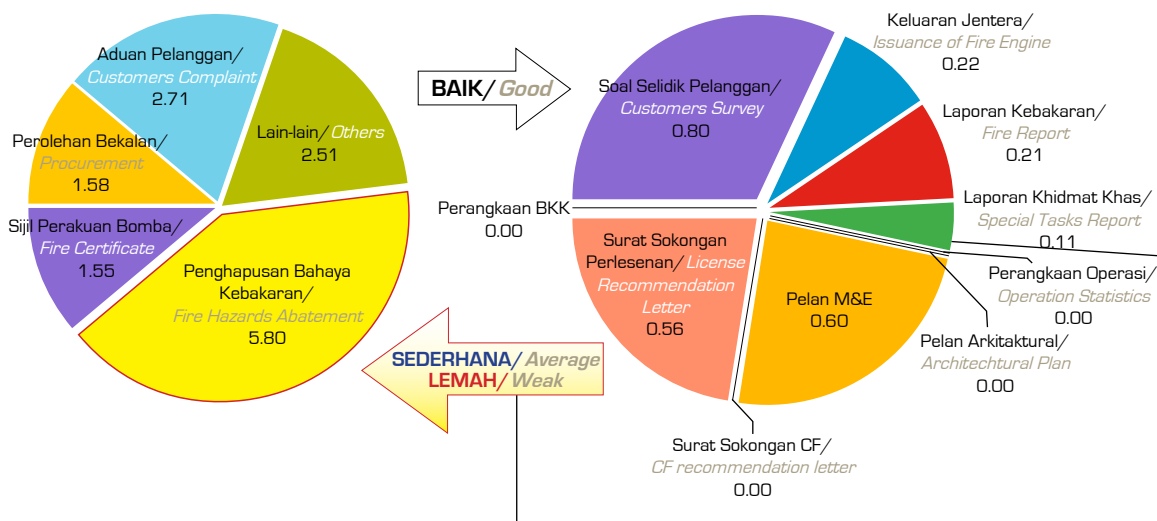 Aduan Pelanggan/
Customers Complaint
2.71
Lain-lain/ Others
2.51
Perolehan Bekalan/
Procurement
1.58
Sijil Perakuan Bomba/
Fire Certificate
1.55
Penghapusan Bahaya
Kebakaran/
Fire Hazards Abatement
5.80
BAIK/ Good
SEDERHANA/ Average
LEMAH/ Weak
Soal Selidik Pelanggan/
Customers Survey
0.80
Keluaran Jentera/
Issuance of Fire Engine
0.22
Laporan Kebakaran/
Fire Report
0.21
Laporan Khidmat Khas/
Special Tasks Report
0.11
Perangkaan Operasi/
Operation Statistics
0.00
Pelan Arkitaktural/
Architechtural Plan
0.00
Pelan M&E
0.60
Surat Sokongan CF/
CF recommendation letter
0.00
Surat Sokongan
Perlesenan/ License
Recommendation
Letter
0.56
Perangkaan BKK
0.00